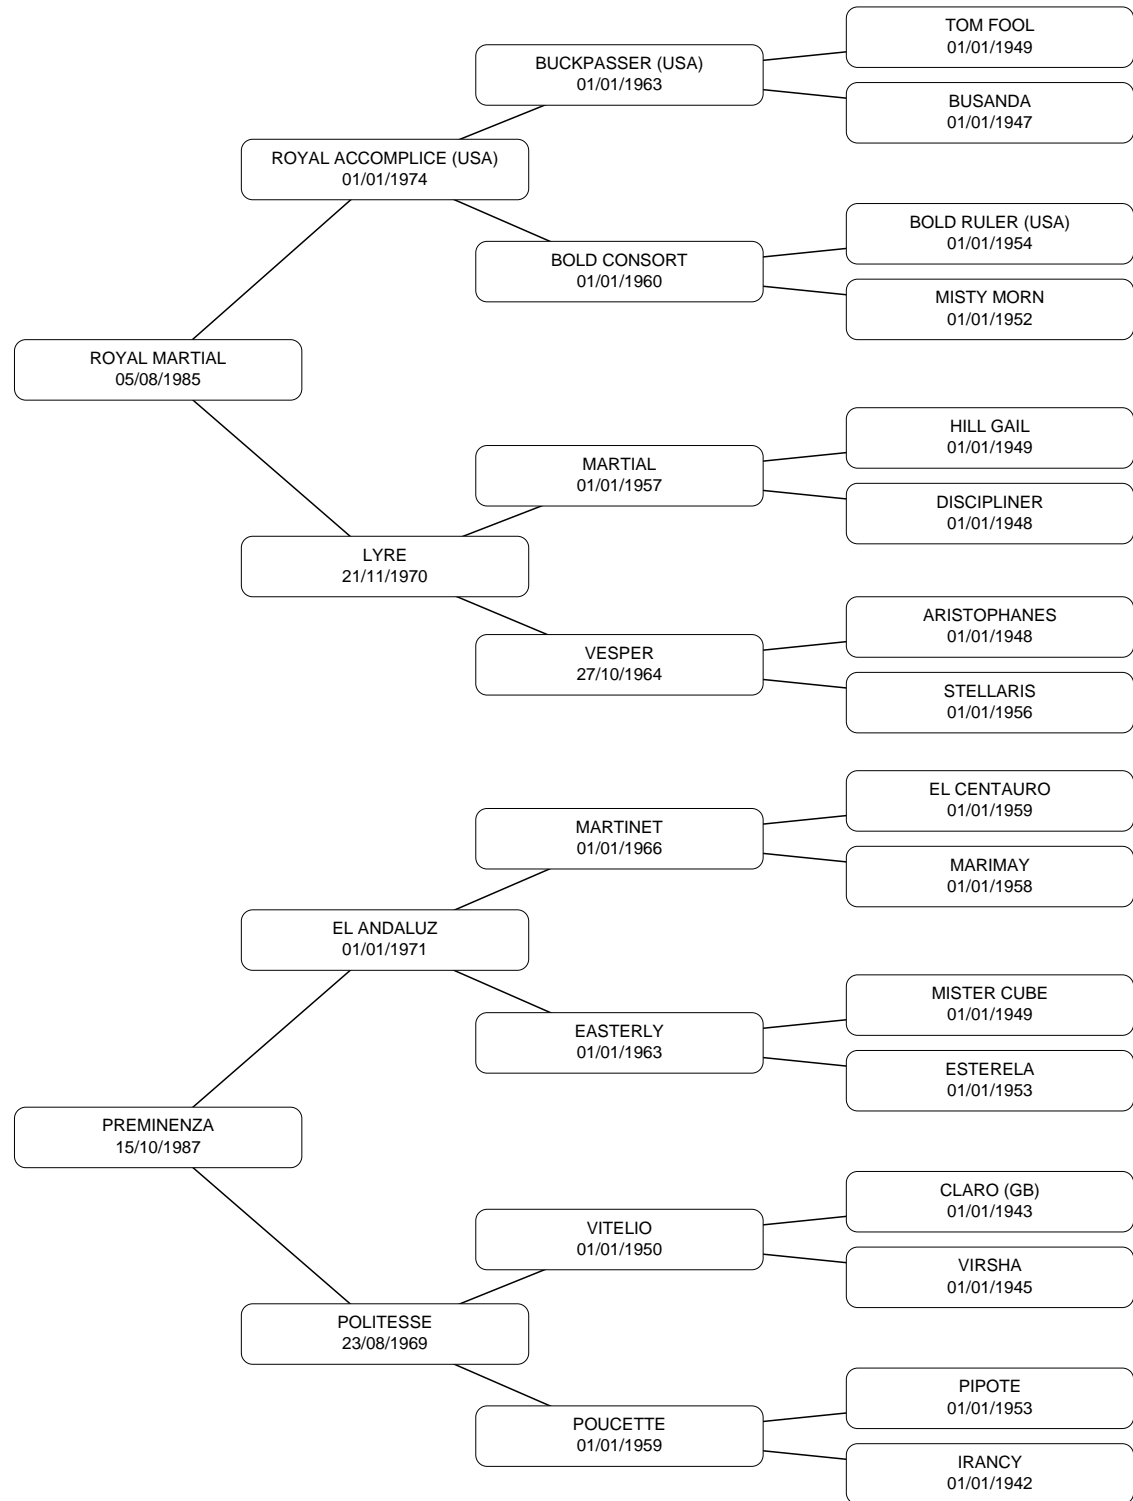 TOM FOOL
01/01/1949
BUCKPASSER (USA)
01/01/1963
BUSANDA
01/01/1947
ROYAL ACCOMPLICE (USA)
01/01/1974
BOLD RULER (USA)
01/01/1954
BOLD CONSORT
01/01/1960
MISTY MORN
01/01/1952
ROYAL MARTIAL
05/08/1985
HILL GAIL
01/01/1949
MARTIAL
01/01/1957
DISCIPLINER
01/01/1948
LYRE
21/11/1970
ARISTOPHANES
01/01/1948
VESPER
27/10/1964
STELLARIS
01/01/1956
EL CENTAURO
01/01/1959
MARTINET
01/01/1966
MARIMAY
01/01/1958
EL ANDALUZ
01/01/1971
MISTER CUBE
01/01/1949
EASTERLY
01/01/1963
ESTERELA
01/01/1953
PREMINENZA
15/10/1987
CLARO (GB)
01/01/1943
VITELIO
01/01/1950
VIRSHA
01/01/1945
POLITESSE
23/08/1969
PIPOTE
01/01/1953
POUCETTE
01/01/1959
IRANCY
01/01/1942